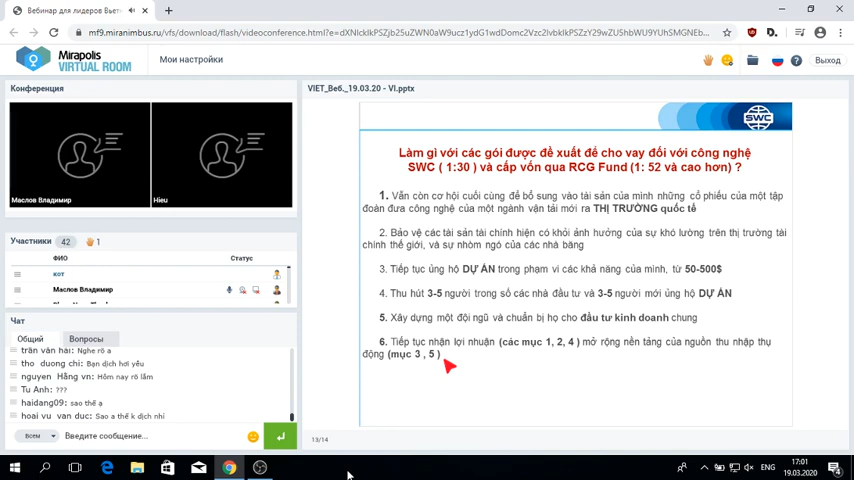 Вебинар для лидеров Вьет
mf9.miranimbus.ru/vfs/download/flash/videoconference.html?e=
Mirapolis
VIRTUAL ROOM
Мои настройки
Выход
Конференция
Маслов Владимир
Hieu
Участники 42 1
ФИО Статус
кот
Маслов Владимир
Чат
Общий Вопросы
trần văn hải: Nghe rõ ạ
tho duong chi: Bạn dịch hơi yếu
nguyen Hằng vn: Hôm nay rõ lắm
Tu Anh: ???
haidang09: sao thế ạ
hoai vu van duc: Sao a thế k dịch nhi
Всем Введите сообщение...
VIET_Веб._19.03.20 - VI.pptx
SWC
Làm gì với các gói được đề xuất để cho vay đối với công nghệ
SWC ( 1:30 ) và cấp vốn qua RCG Fund (1: 52 và cao hơn) ?
1. Vẫn còn cơ hội cuối cùng để bổ sung vào tài sản của mình những cổ phiếu của một tập
đoàn đưa công nghệ của một ngành vận tải mới ra THỊ TRƯỜNG quốc tế
2. Bảo vệ các tài sản tài chính hiện có khỏi ảnh hưởng của sự khó lường trên thị trường tài
chính thế giới, và sự nhòm ngó của các nhà băng
3. Tiếp tục ủng hộ DỰ ÁN trong phạm vi các khả năng của mình, từ 50-500$
4. Thu hút 3-5 người trong số các nhà đầu tư và 3-5 người mới ủng hộ DỰ ÁN
5. Xây dựng một đội ngũ và chuẩn bị họ cho đầu tư kinh doanh chung
6. Tiếp tục nhận lợi nhuận (các mục 1, 2, 4 ) mở rộng nền tảng của nguồn thu nhập thụ
động (mục 3 , 5 )
13/14
ENG
17:01
19.03.2020